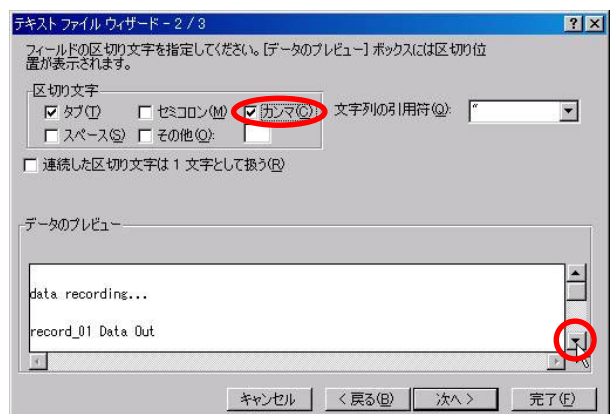 テキスト ファイル ウィザード - 2 / 3
フィールドの区切り文字を指定してください。[データのプレビュー] ボックスには区切り位
置が表示されます。
区切り文字
タブ(T) セミコロン(M) カンマ(C) 文字列の引用符(Q): "
スペース(S) その他(O):
連続した区切り文字は 1 文字として扱う(R)
データのプレビュー
data recording...
record_01 Data Out
キャンセル < 戻る(B) 次へ > 完了(F)